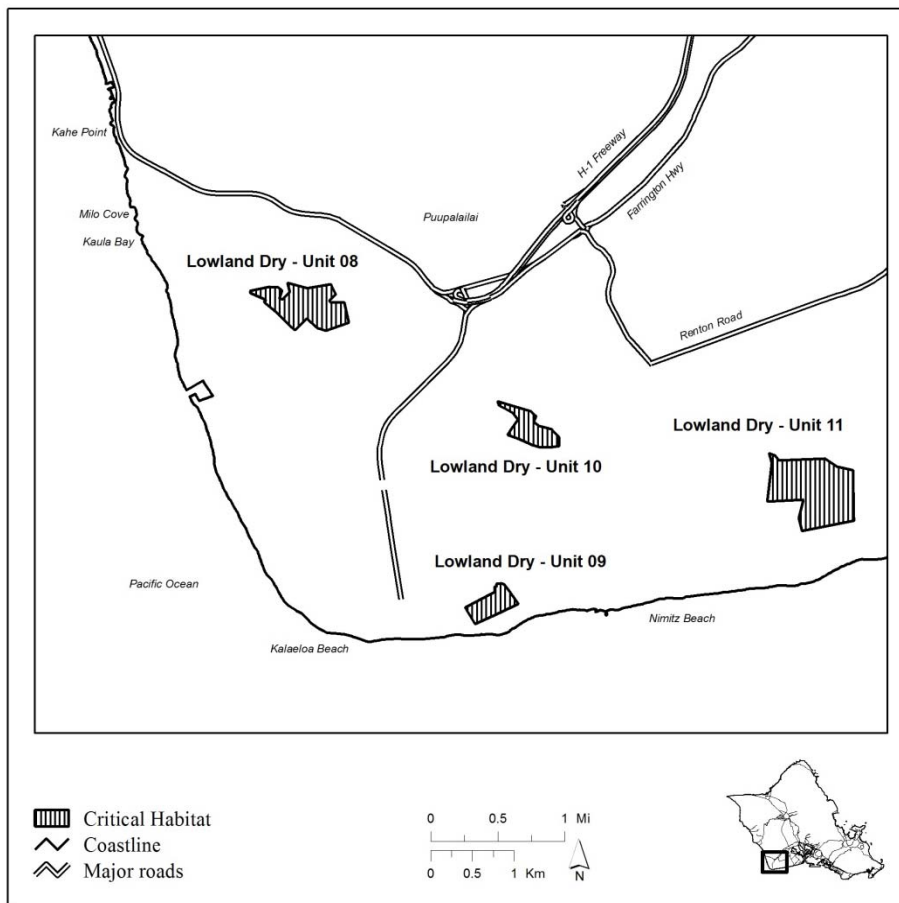 H-1 Freeway
Farrington Hwy
Kahe Point
Milo Cove
Puupalailai
Kaula Bay
Lowland Dry - Unit 08
Renton Road
Lowland Dry - Unit 11
Lowland Dry - Unit 10
Lowland Dry - Unit 09
Pacific Ocean
Nimitz Beach
Kalaeloa Beach
Critical Habitat
Coastline
Major roads
0 0.5 1 Mi
0 0.5 1 Km
N